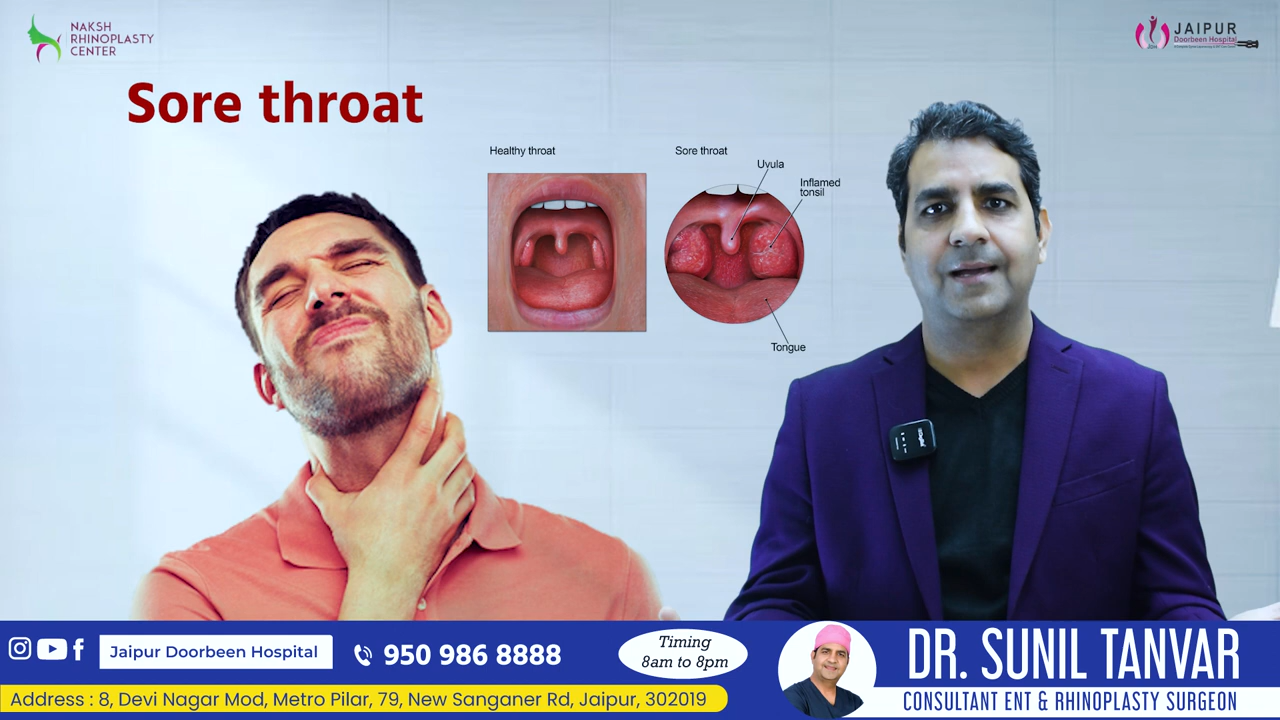 NAKSH
RHINOPLASTY
CENTER
JAIPUR
Doorbeen Hospital
Sore throat
Healthy throat
Sore throat
Uvula
Inflamed
tonsil
Tongue
Jaipur Doorbeen Hospital
950 986 8888
Timing
8am to 8pm
DR. SUNIL TANVAR
CONSULTANT ENT & RHINOPLASTY SURGEON
Address : 8, Devi Nagar Mod, Metro Pilar, 79, New Sanganer Rd, Jaipur, 302019